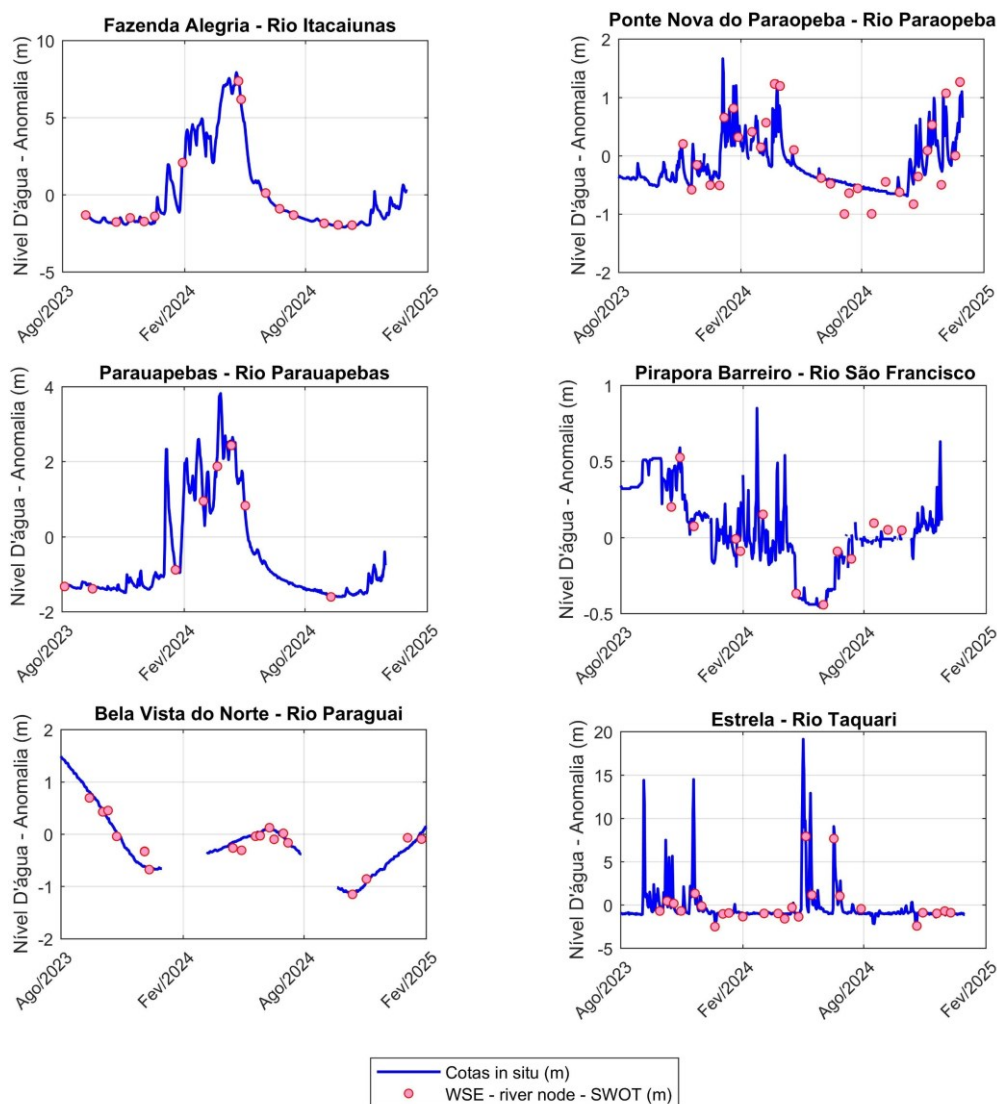 Fazenda Alegria - Rio Itacaiunas
Nível D'água - Anomalia (m)
10
5
0
-5
Ago/2023
Fev/2024
Ago/2024
Fev/2025
Ponte Nova do Paraopeba - Rio Paraopeba
Nível D'água - Anomalia (m)
2
1
0
-1
-2
Ago/2023
Fev/2024
Ago/2024
Fev/2025
Parauapebas - Rio Parauapebas
Nível D'água - Anomalia (m)
4
2
0
-2
Ago/2023
Fev/2024
Ago/2024
Fev/2025
Pirapora Barreiro - Rio São Francisco
Nível D'água - Anomalia (m)
1
0.5
0
-0.5
Ago/2023
Fev/2024
Ago/2024
Fev/2025
Bela Vista do Norte - Rio Paraguai
Nível D'água - Anomalia (m)
2
1
0
-1
-2
Ago/2023
Fev/2024
Ago/2024
Fev/2025
Estrela - Rio Taquari
Nível D'água - Anomalia (m)
20
15
10
5
0
-5
Ago/2023
Fev/2024
Ago/2024
Fev/2025
Cotas in situ (m)
WSE - river node - SWOT (m)